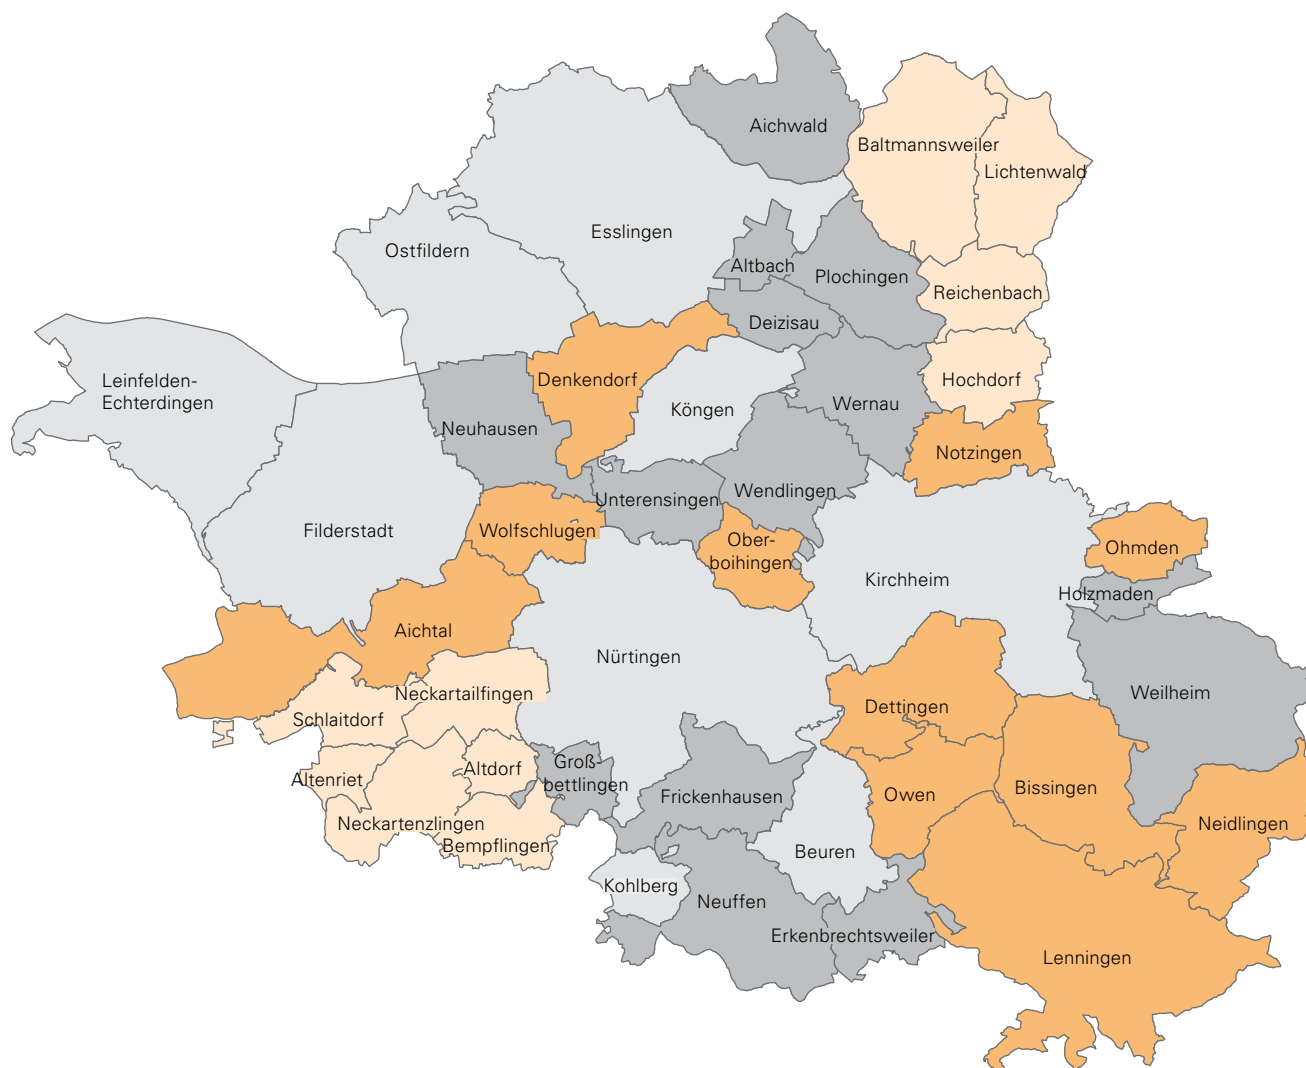 Aichwald
Baltmannsweiler
Lichtenwald
Esslingen
Ostfildern
Altbach
Plochingen
Reichenbach
Deizisau
Leinfelden-
Echterdingen
Denkendorf
Hochdorf
Köngen
Wernau
Neuhausen
Notzingen
Unterensingen
Wendlingen
Filderstadt
Wolfschlugen
Ober-
boihingen
Ohmden
Kirchheim
Holzmaden
Aichtal
Nürtingen
Neckartailfingen
Weilheim
Schlaitdorf
Dettingen
Altenriet
Altdorf
Groß
bettlingen
Frickenhausen
Owen
Bissingen
Neckartenzlingen
Neidlingen
Bempflingen
Beuren
Kohlberg
Neuffen
Erkenbrechtsweiler
Lenningen